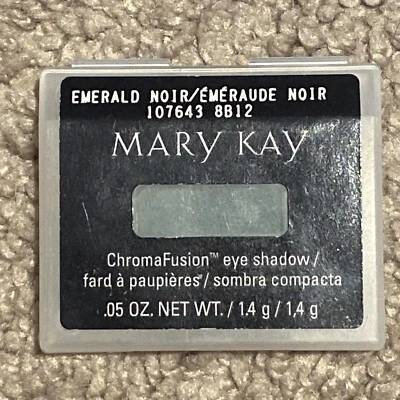 EMERALD NOIR/ÉMÉRAUDE NOIR
107643 8B12
MARY KAY
ChromaFusion™ eye shadow/
fard à paupières/sombra compacta
.05 OZ. NET WT. / 1,4 g / 1,4 g